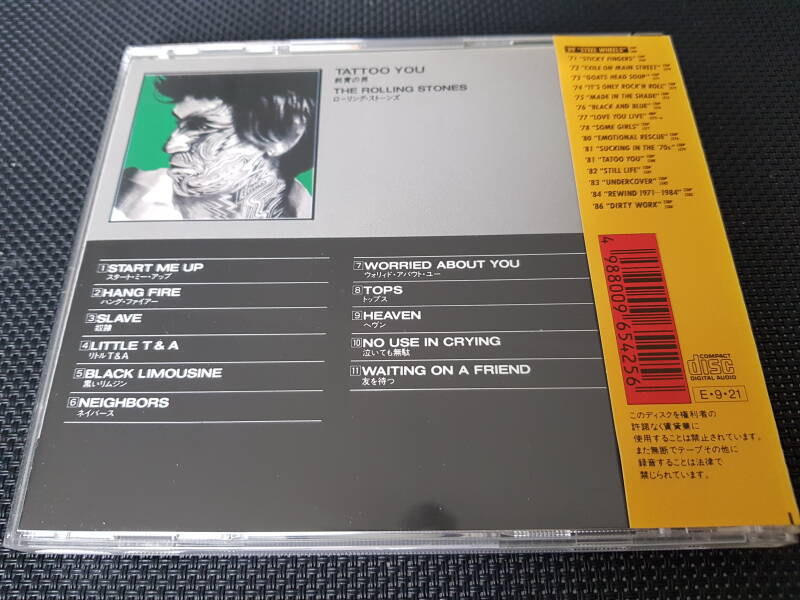 TATTOO YOU
刺青の男
THE ROLLING STONES
ローリング・ストーンズ
1 START ME UP
スタート・ミー・アップ
2 HANG FIRE
ハング・ファイアー
3 SLAVE
奴隷
4 LITTLE T & A
リトルT&A
5 BLACK LIMOUSINE
黒いリムジン
6 NEIGHBORS
ネイバース
7 WORRIED ABOUT YOU
ウォリィド・アバウト・ユー
8 TOPS
トップス
9 HEAVEN
ヘヴン
10 NO USE IN CRYING
泣いても無駄
11 WAITING ON A FRIEND
友を待つ
"STEEL WHEELS"
'71 "STICKY FINGERS"
'72 "EXILE ON MAIN STREET"
'73 "GOATS HEAD SOUP"
'74 "IT'S ONLY ROCK'N ROLL"
'75 "MADE IN THE SHADE"
'76 "BLACK AND BLUE"
'77 "LOVE YOU LIVE"
'78 "SOME GIRLS"
'80 "EMOTIONAL RESCUE"
'81 "SUCKING IN THE '70s"
'81 "TATOO YOU"
'82 "STILL LIFE"
'83 "UNDERCOVER"
'84 "REWIND 1971-1984"
'86 "DIRTY WORK"
4988009654256
COMPACT
disc
DIGITAL AUDIO
E・9・21
このディスクを権利者の
許諾なく賃貸業に
使用することは禁止されています。
また無断でテープその他に
録音することは法律で
禁じられています。